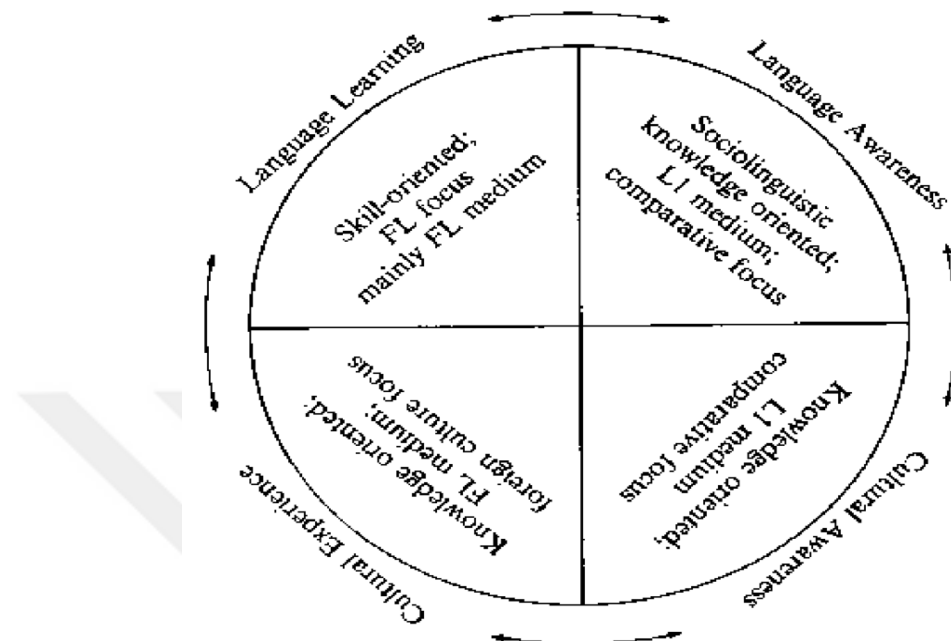 Language Learning
Skill-oriented;
FL focus
mainly FL medium
Language Awareness
Sociolinguistic
knowledge oriented;
L1 medium;
comparative focus
Cultural Experience
Knowledge oriented;
FL medium;
foreign culture focus
Cultural Awareness
Knowledge oriented;
L1 medium
comparative focus